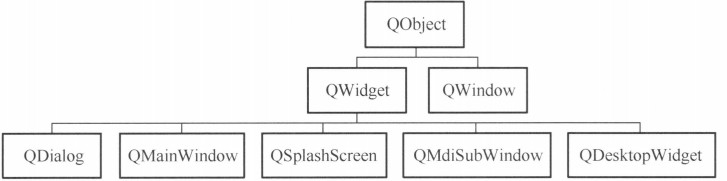 QObject
QWidget
QWindow
QDialog
QMainWindow
QSplashScreen
QMdiSubWindow
QDesktopWidget